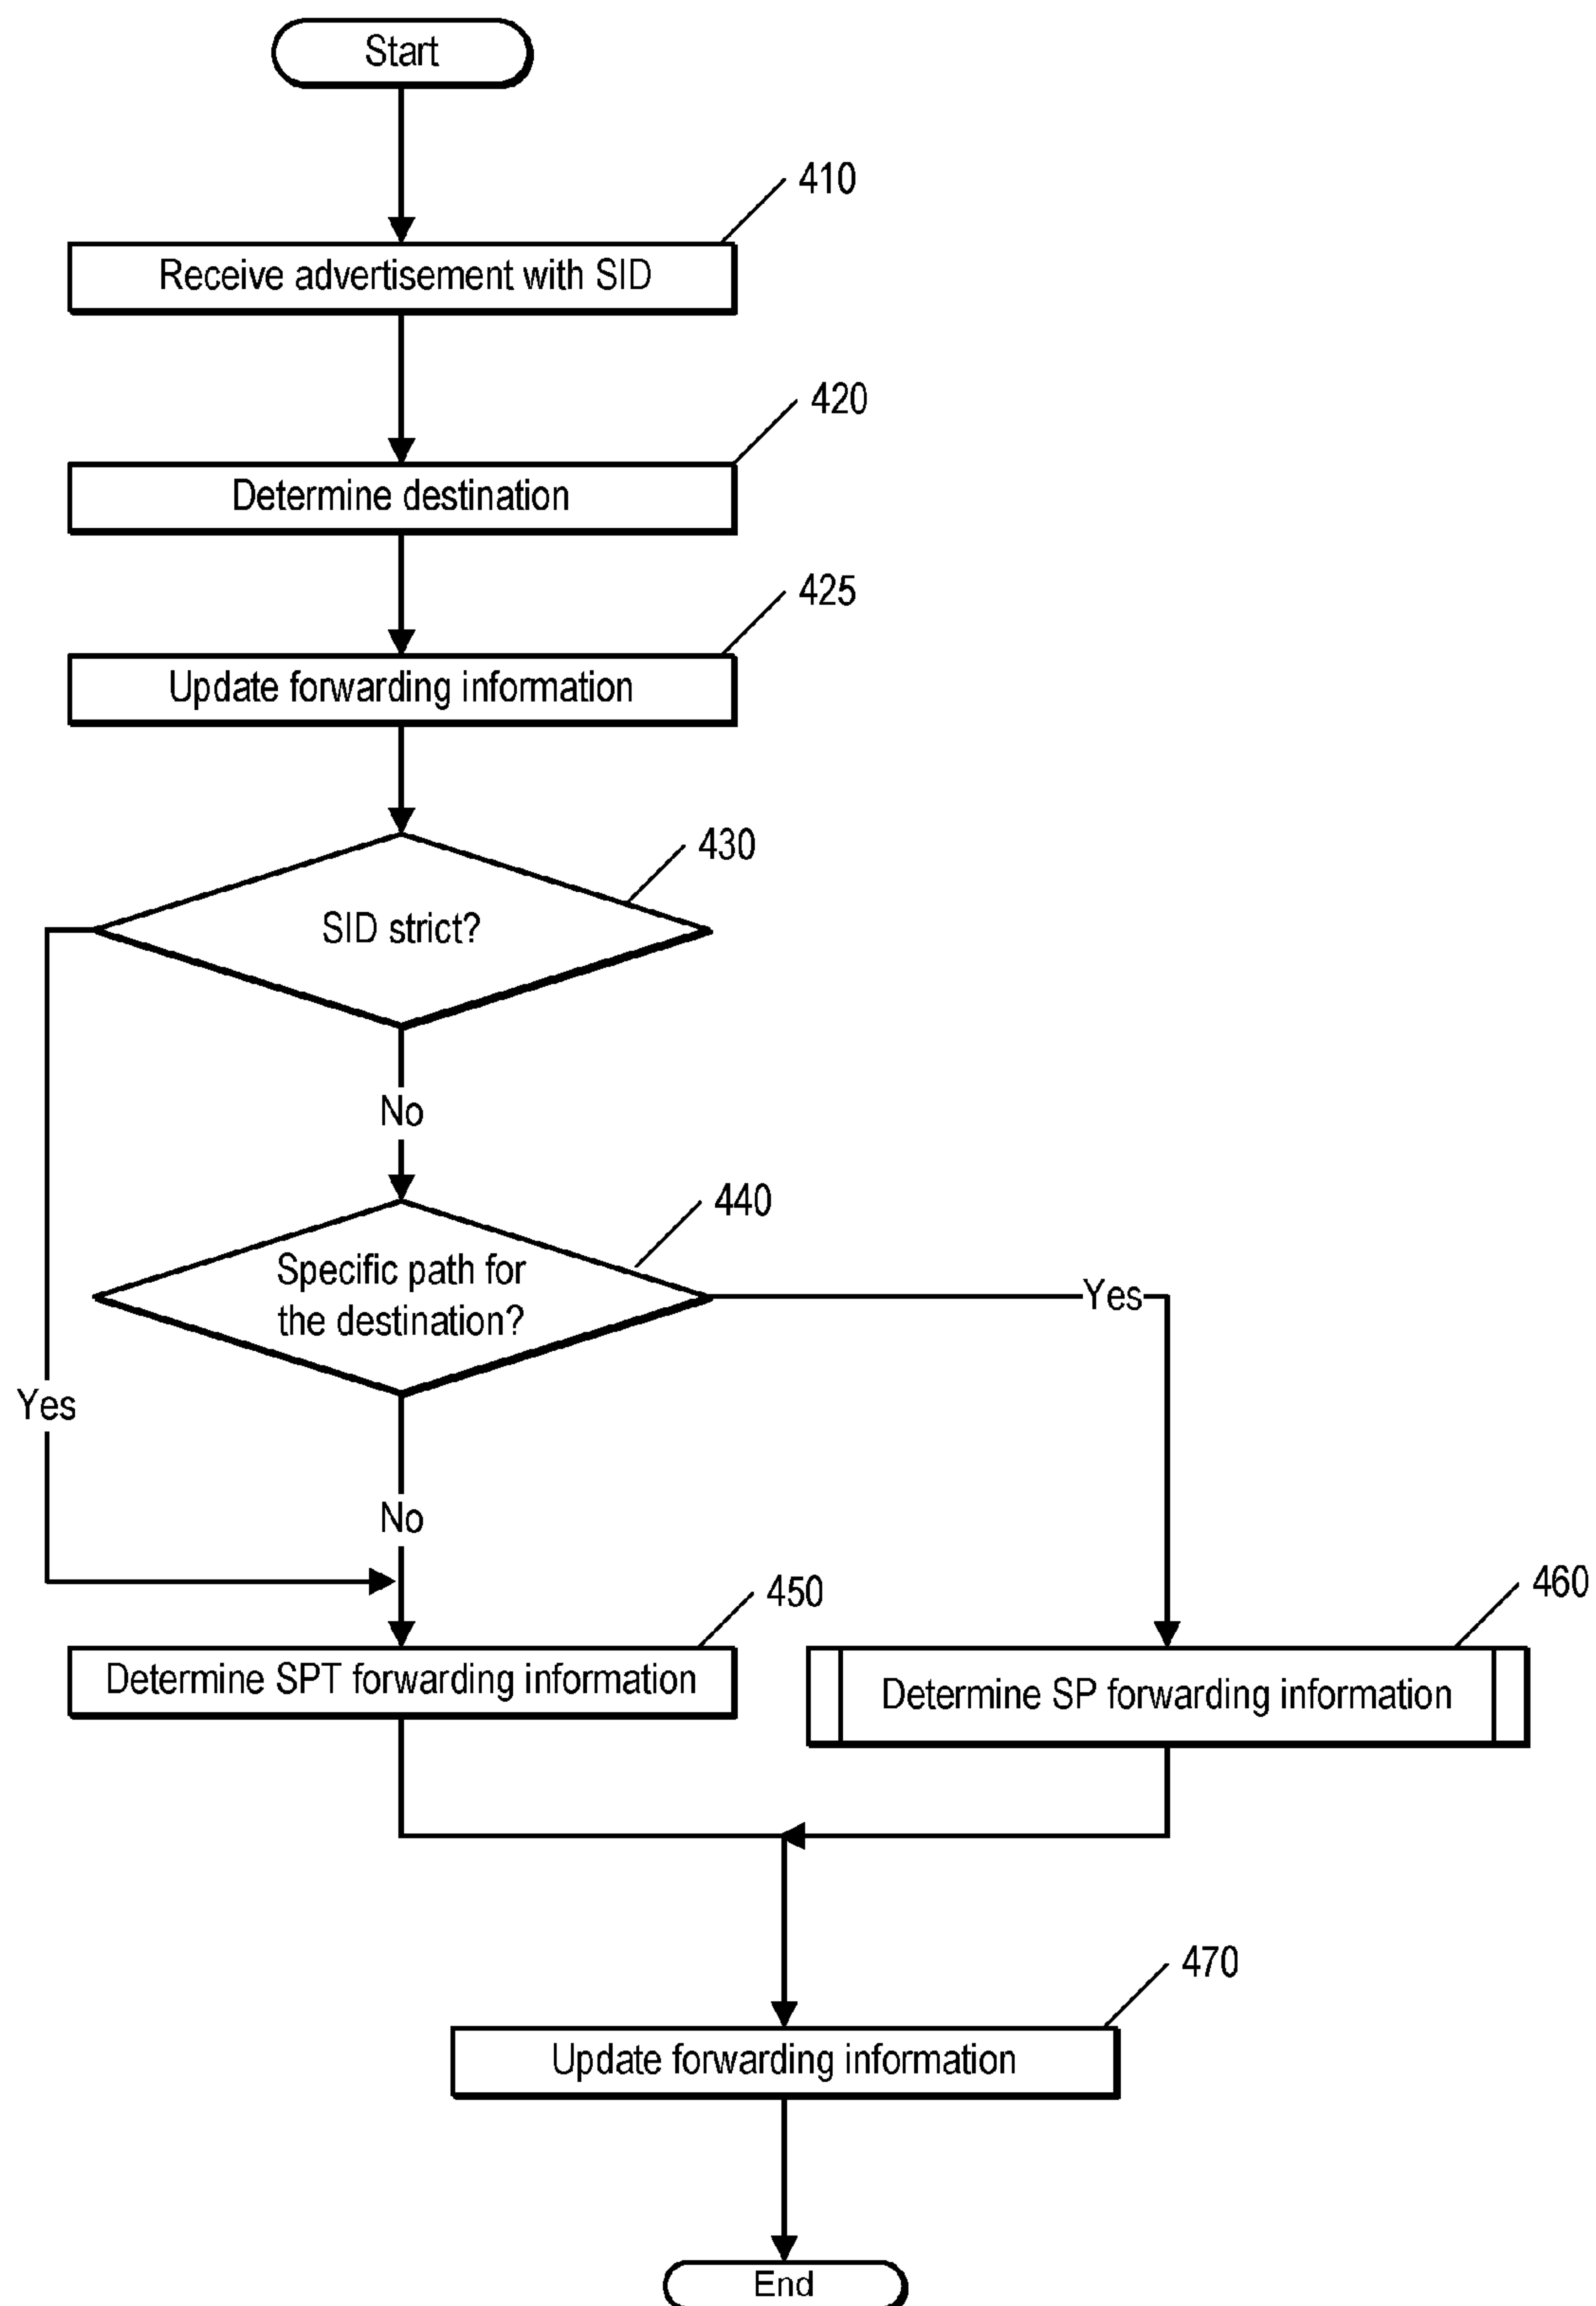 Start
410
Receive advertisement with SID
420
Determine destination
425
Update forwarding information
430
SID strict?
No
440
Specific path for
the destination?
Yes
Yes
No
450
Determine SPT forwarding information
460
Determine SP forwarding information
470
Update forwarding information
End